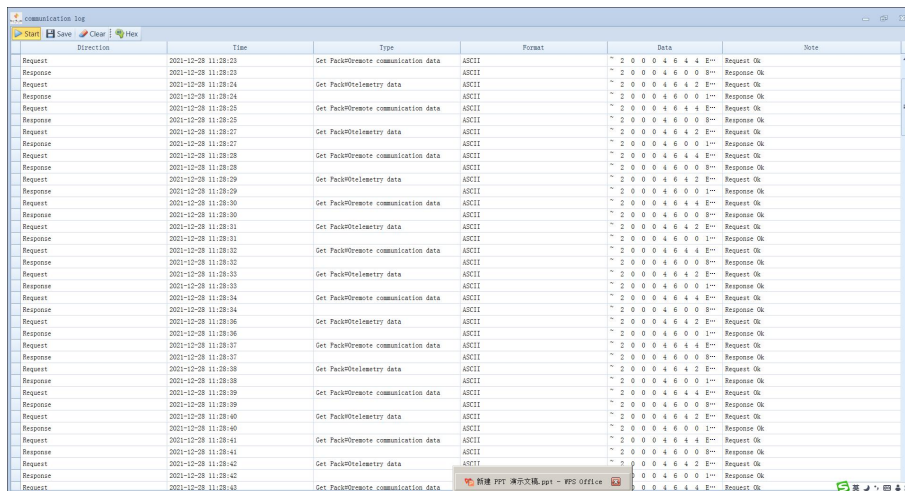 communication log
Start Save Clear Hex
Direction Time Type Format Data Note
Request 2021-12-28 11:28:23 Get Pack#0remote communication data ASCII ~ 2 0 0 0 4 6 4 4 E… Request Ok
Response 2021-12-28 11:28:23 ASCII ~ 2 0 0 0 4 6 0 0 8… Response Ok
Request 2021-12-28 11:28:24 Get Pack#0telemetry data ASCII ~ 2 0 0 0 4 6 4 2 E… Request Ok
Response 2021-12-28 11:28:24 ASCII ~ 2 0 0 0 4 6 0 0 1… Response Ok
Request 2021-12-28 11:28:25 Get Pack#0remote communication data ASCII ~ 2 0 0 0 4 6 4 4 E… Request Ok
Response 2021-12-28 11:28:25 ASCII ~ 2 0 0 0 4 6 0 0 8… Response Ok
Request 2021-12-28 11:28:27 Get Pack#0telemetry data ASCII ~ 2 0 0 0 4 6 4 2 E… Request Ok
Response 2021-12-28 11:28:27 ASCII ~ 2 0 0 0 4 6 0 0 1… Response Ok
Request 2021-12-28 11:28:28 Get Pack#0remote communication data ASCII ~ 2 0 0 0 4 6 4 4 E… Request Ok
Response 2021-12-28 11:28:28 ASCII ~ 2 0 0 0 4 6 0 0 8… Response Ok
Request 2021-12-28 11:28:29 Get Pack#0telemetry data ASCII ~ 2 0 0 0 4 6 4 2 E… Request Ok
Response 2021-12-28 11:28:29 ASCII ~ 2 0 0 0 4 6 0 0 1… Response Ok
Request 2021-12-28 11:28:30 Get Pack#0remote communication data ASCII ~ 2 0 0 0 4 6 4 4 E… Request Ok
Response 2021-12-28 11:28:30 ASCII ~ 2 0 0 0 4 6 0 0 8… Response Ok
Request 2021-12-28 11:28:31 Get Pack#0telemetry data ASCII ~ 2 0 0 0 4 6 4 2 E… Request Ok
Response 2021-12-28 11:28:31 ASCII ~ 2 0 0 0 4 6 0 0 1… Response Ok
Request 2021-12-28 11:28:32 Get Pack#0remote communication data ASCII ~ 2 0 0 0 4 6 4 4 E… Request Ok
Response 2021-12-28 11:28:32 ASCII ~ 2 0 0 0 4 6 0 0 8… Response Ok
Request 2021-12-28 11:28:33 Get Pack#0telemetry data ASCII ~ 2 0 0 0 4 6 4 2 E… Request Ok
Response 2021-12-28 11:28:33 ASCII ~ 2 0 0 0 4 6 0 0 1… Response Ok
Request 2021-12-28 11:28:34 Get Pack#0remote communication data ASCII ~ 2 0 0 0 4 6 4 4 E… Request Ok
Response 2021-12-28 11:28:34 ASCII ~ 2 0 0 0 4 6 0 0 8… Response Ok
Request 2021-12-28 11:28:36 Get Pack#0telemetry data ASCII ~ 2 0 0 0 4 6 4 2 E… Request Ok
Response 2021-12-28 11:28:36 ASCII ~ 2 0 0 0 4 6 0 0 1… Response Ok
Request 2021-12-28 11:28:37 Get Pack#0remote communication data ASCII ~ 2 0 0 0 4 6 4 4 E… Request Ok
Response 2021-12-28 11:28:37 ASCII ~ 2 0 0 0 4 6 0 0 8… Response Ok
Request 2021-12-28 11:28:38 Get Pack#0telemetry data ASCII ~ 2 0 0 0 4 6 4 2 E… Request Ok
Response 2021-12-28 11:28:38 ASCII ~ 2 0 0 0 4 6 0 0 1… Response Ok
Request 2021-12-28 11:28:39 Get Pack#0remote communication data ASCII ~ 2 0 0 0 4 6 4 4 E… Request Ok
Response 2021-12-28 11:28:39 ASCII ~ 2 0 0 0 4 6 0 0 8… Response Ok
Request 2021-12-28 11:28:40 Get Pack#0telemetry data ASCII ~ 2 0 0 0 4 6 4 2 E… Request Ok
Response 2021-12-28 11:28:40 ASCII ~ 2 0 0 0 4 6 0 0 1… Response Ok
Request 2021-12-28 11:28:41 Get Pack#0remote communication data ASCII ~ 2 0 0 0 4 6 4 4 E… Request Ok
Response 2021-12-28 11:28:41 ASCII ~ 2 0 0 0 4 6 0 0 8… Response Ok
Request 2021-12-28 11:28:42 Get Pack#0telemetry data ASCII ~ 2 0 0 0 4 6 4 2 E… Request Ok
Response 2021-12-28 11:28:42 0 4 6 0 0 1… Response Ok
Request 2021-12-28 11:28:43 Get Pack#0remote communication data 0 4 6 4 4 E… Request Ok
新建 PPT 演示文稿.ppt - WPS Office
英